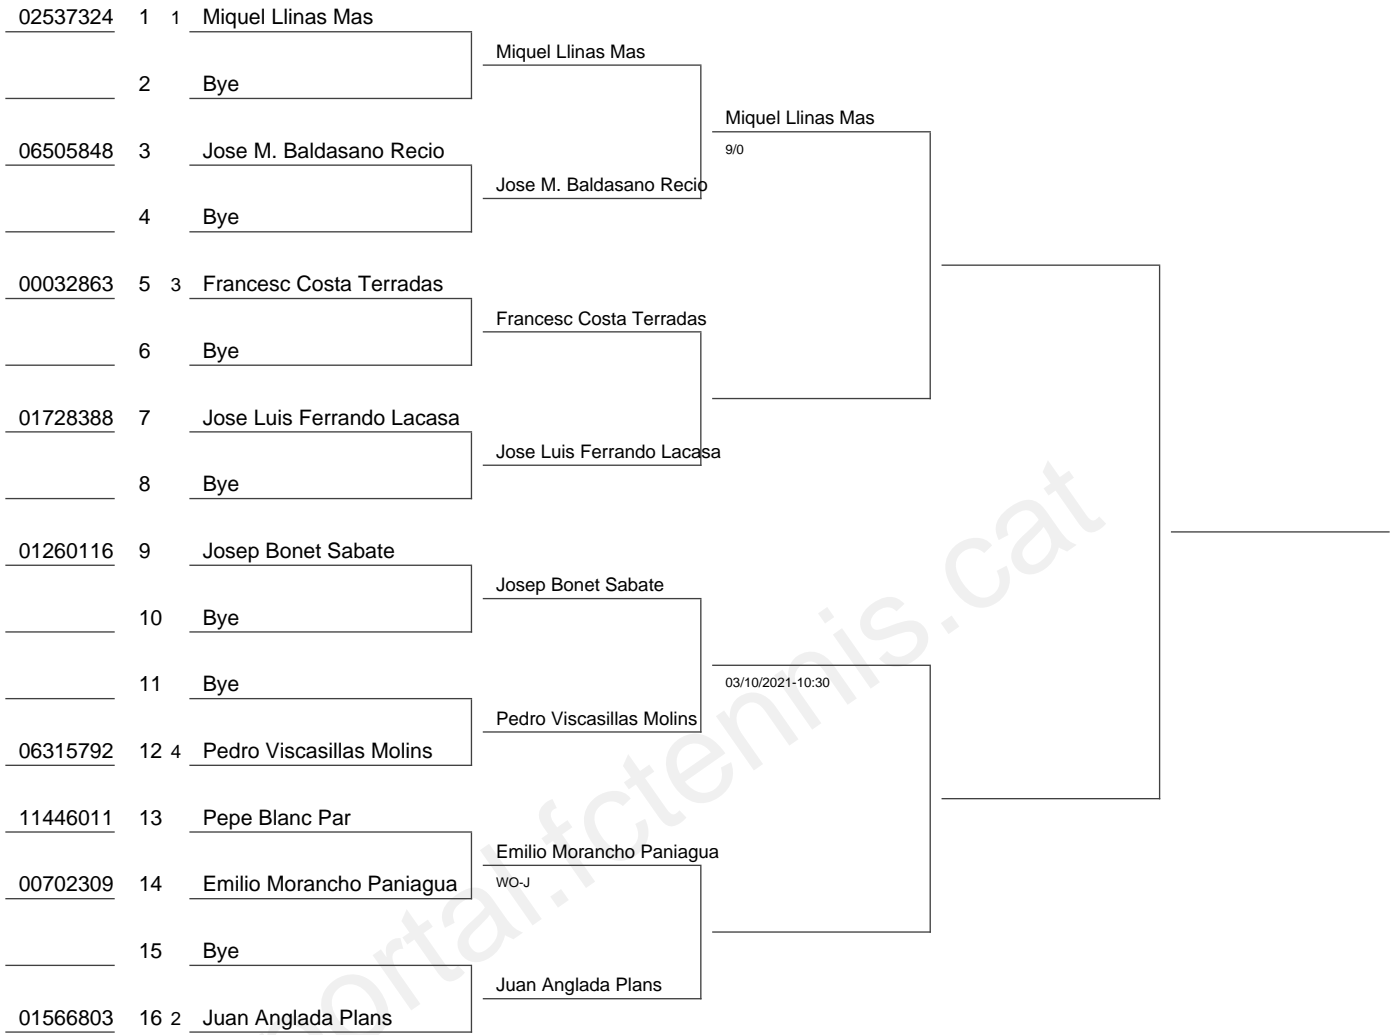 02537324 1 1 Miquel Llinas Mas
Miquel Llinas Mas
2 Bye
Miquel Llinas Mas
9/0
06505848 3 Jose M. Baldasano Recio
Jose M. Baldasano Recio
4 Bye
00032863 5 3 Francesc Costa Terradas
Francesc Costa Terradas
6 Bye
01728388 7 Jose Luis Ferrando Lacasa
Jose Luis Ferrando Lacasa
8 Bye
01260116 9 Josep Bonet Sabate
Josep Bonet Sabate
10 Bye
11 Bye
03/10/2021-10:30
Pedro Viscasillas Molins
06315792 12 4 Pedro Viscasillas Molins
11446011 13 Pepe Blanc Par
Emilio Morancho Paniagua
00702309 14 Emilio Morancho Paniagua
WO-J
15 Bye
Juan Anglada Plans
01566803 16 2 Juan Anglada Plans
ortal.fctennis.cat